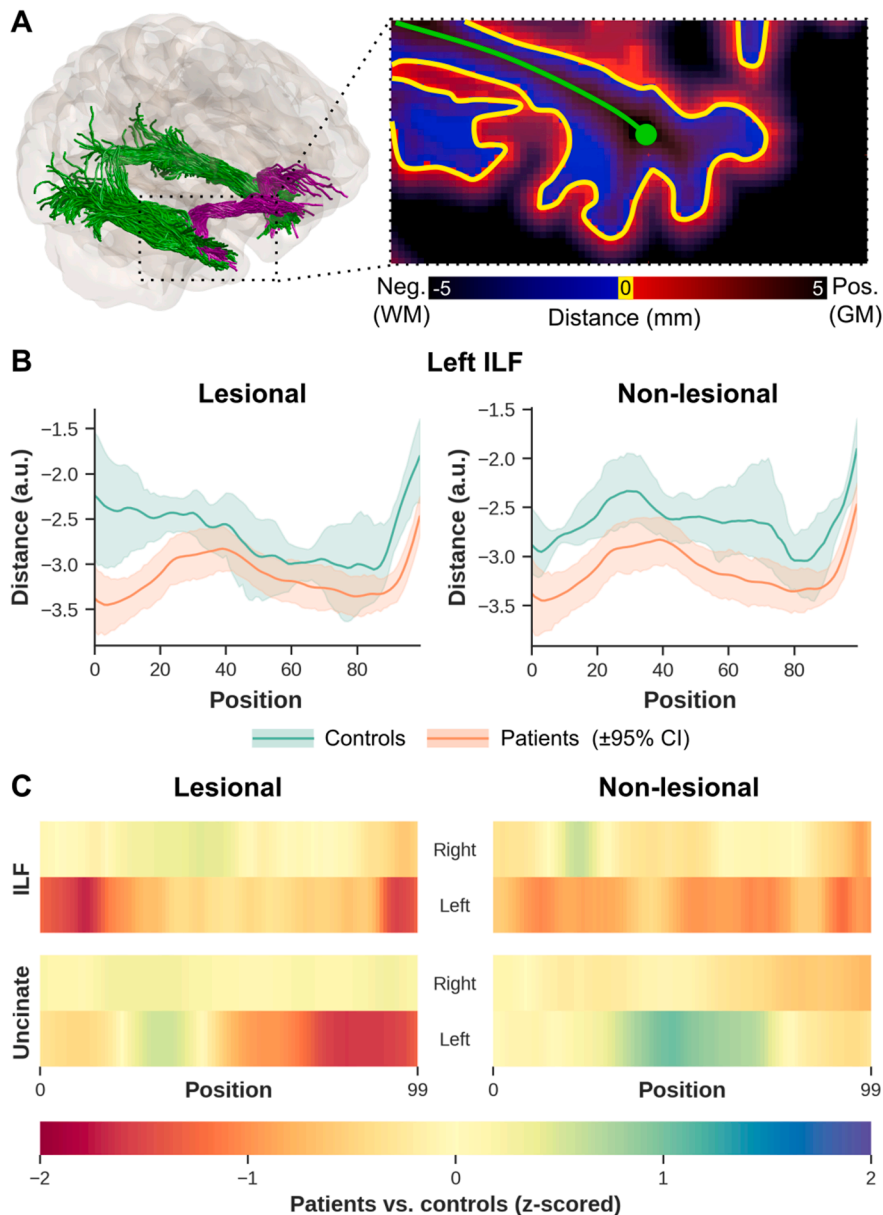 A
Neg. -5 0 5 Pos.
(WM) Distance (mm) (GM)
B
Left ILF
Lesional Non-lesional
Distance (a.u.)
−1.5
−2.0
−2.5
−3.0
−3.5
0 20 40 60 80
Position
Distance (a.u.)
−1.5
−2.0
−2.5
−3.0
−3.5
0 20 40 60 80
Position
Controls Patients (±95% CI)
C
Lesional Non-lesional
ILF
Right
Left
Uncinate
Right
Left
0 Position 99 0 Position 99
−2 −1 0 1 2
Patients vs. controls (z-scored)